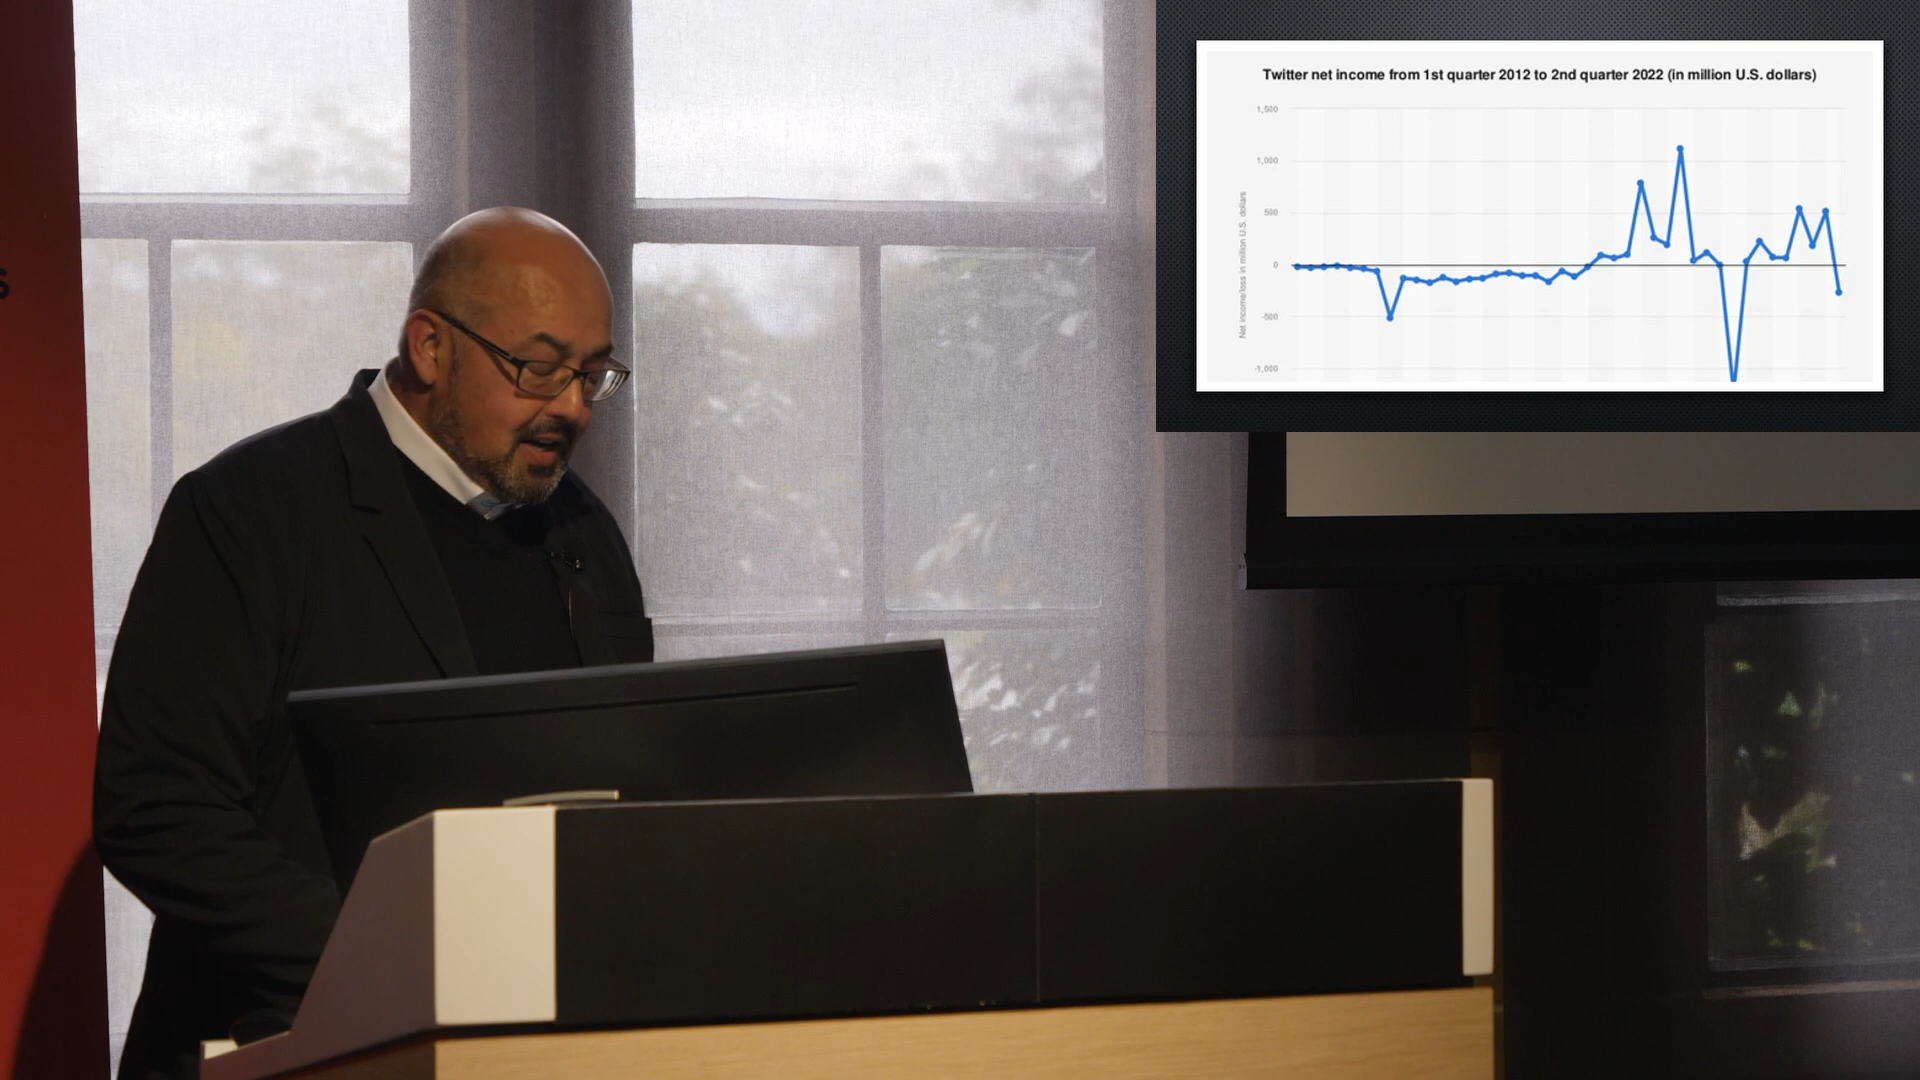 S
Twitter net income from 1st quarter 2012 to 2nd quarter 2022 (in million U.S. dollars)
1,500
1,000
500
0
-500
-1,000
Net income/loss in million U.S. dollars